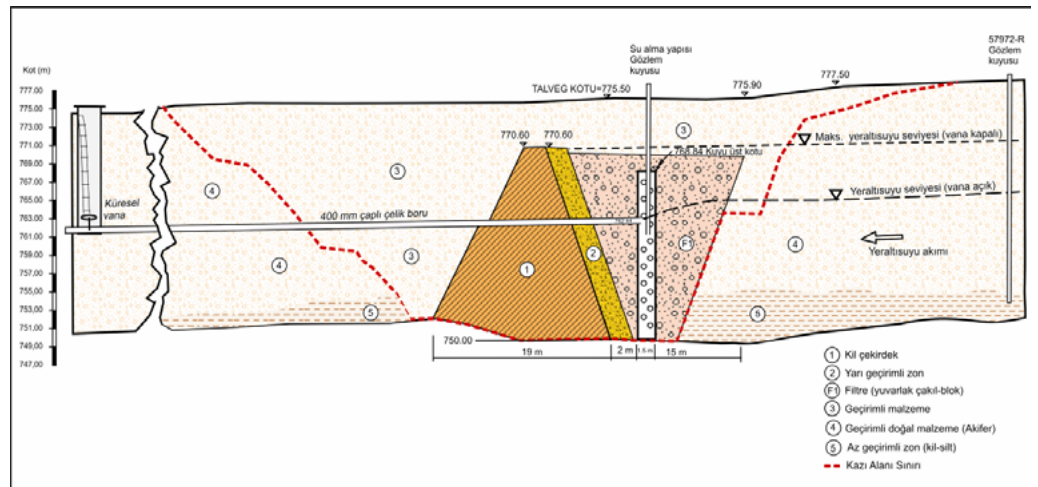 Kot (m)
777.00
775.00
773.00
771.00
769.00
767.00
765.00
763.00
761.00
759.00
757.00
755.00
753.00
751.00
749.00
747,00
Küresel
vana
Su alma yapısı
Gözlem
kuyusu
57972-R
Gözlem
kuyusu
TALVEG KOTU=775.50
775.90
777.50
770.60
770.60
3
Maks. yeraltısuyu seviyesi (vana kapalı)
768.84 Kuyu üst kotu
3
4
Yeraltısuyu seviyesi (vana açık)
400 mm çaplı çelik boru
4
3
1
2
F1
4
Yeraltısuyu akımı
5
750.00
19 m
2 m
1.5 m
15 m
1 Kil çekirdek
2 Yarı geçirimli zon
F1 Filtre (yuvarlak çakıl-blok)
3 Geçirimli malzeme
4 Geçirimli doğal malzeme (Akifer)
5 Az geçirimli zon (kil-silt)
Kazı Alanı Sınırı